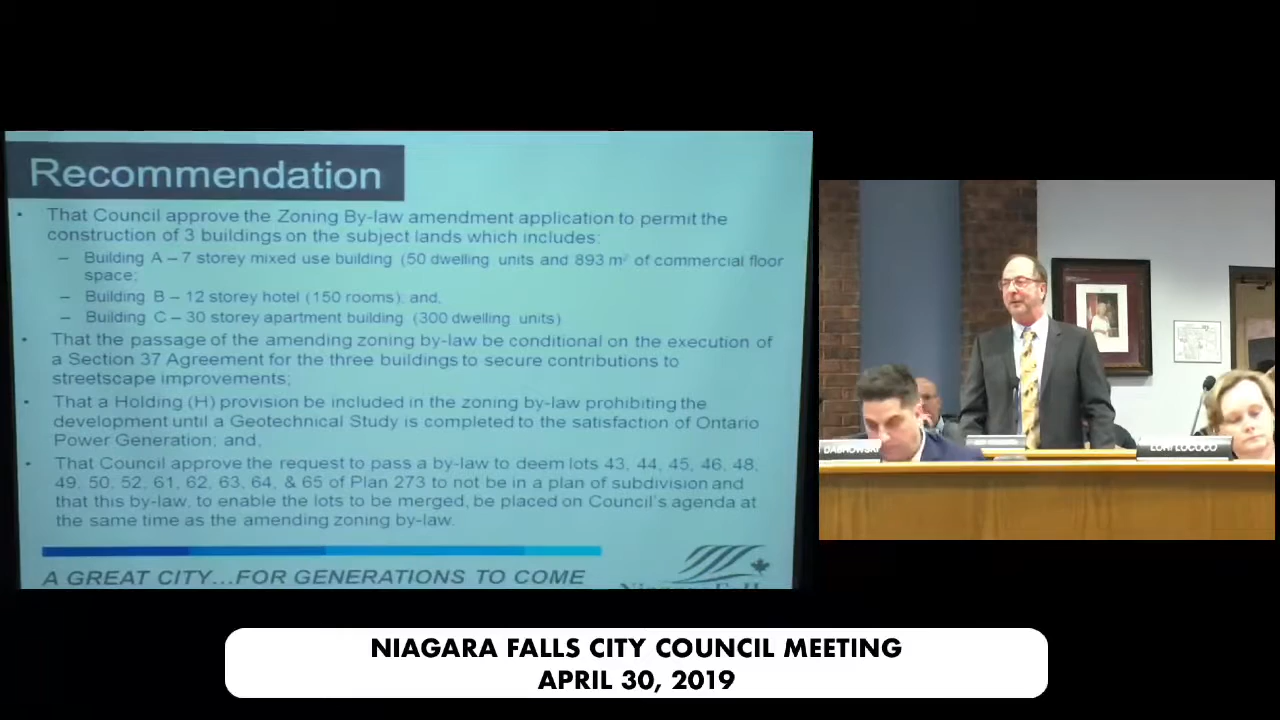 Recommendation
• That Council approve the Zoning By-law amendment application to permit the
construction of 3 buildings on the subject lands which includes:
– Building A – 7 storey mixed use building (50 dwelling units and 893 m² of commercial floor
space;
– Building B – 12 storey hotel (150 rooms); and,
– Building C – 30 storey apartment building (300 dwelling units)
• That the passage of the amending zoning by-law be conditional on the execution of
a Section 37 Agreement for the three buildings to secure contributions to
streetscape improvements;
• That a Holding (H) provision be included in the zoning by-law prohibiting the
development until a Geotechnical Study is completed to the satisfaction of Ontario
Power Generation; and,
• That Council approve the request to pass a by-law to deem lots 43, 44, 45, 46, 48,
49, 50, 52, 61, 62, 63, 64, & 65 of Plan 273 to not be in a plan of subdivision and
that this by-law, to enable the lots to be merged, be placed on Council's agenda at
the same time as the amending zoning by-law.
A GREAT CITY...FOR GENERATIONS TO COME
DABROWSKI
LORI LOCOCO
NIAGARA FALLS CITY COUNCIL MEETING
APRIL 30, 2019